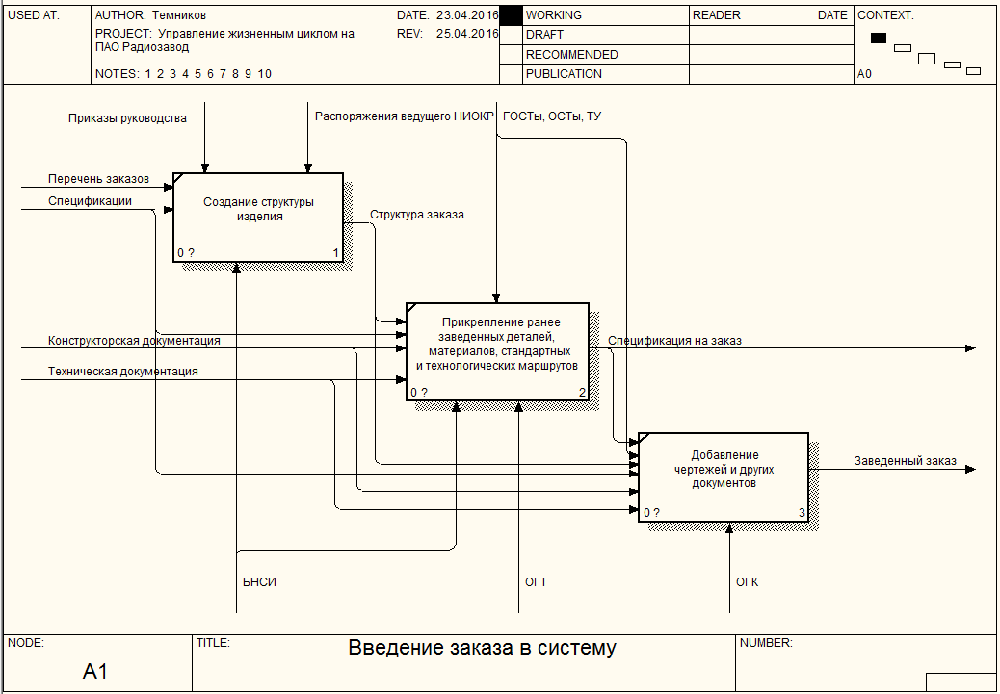 USED AT:
AUTHOR: Темников
DATE: 23.04.2016
WORKING
READER
DATE
CONTEXT:
PROJECT: Управление жизненным циклом на
ПАО Радиозавод
REV: 25.04.2016
DRAFT
RECOMMENDED
NOTES: 1 2 3 4 5 6 7 8 9 10
PUBLICATION
A0
Приказы руководства
Распоряжения ведущего НИОКР
ГОСТы, ОСТы, ТУ
Перечень заказов
Спецификации
Создание структуры
изделия
0 ?
1
Структура заказа
Конструкторская документация
Техническая документация
Прикрепление ранее
заведенных деталей,
материалов, стандартных
и технологических маршрутов
0 ?
2
Спецификация на заказ
Добавление
чертежей и других
документов
0 ?
3
Заведенный заказ
БНСИ
ОГТ
ОГК
NODE:
A1
TITLE:
Введение заказа в систему
NUMBER: